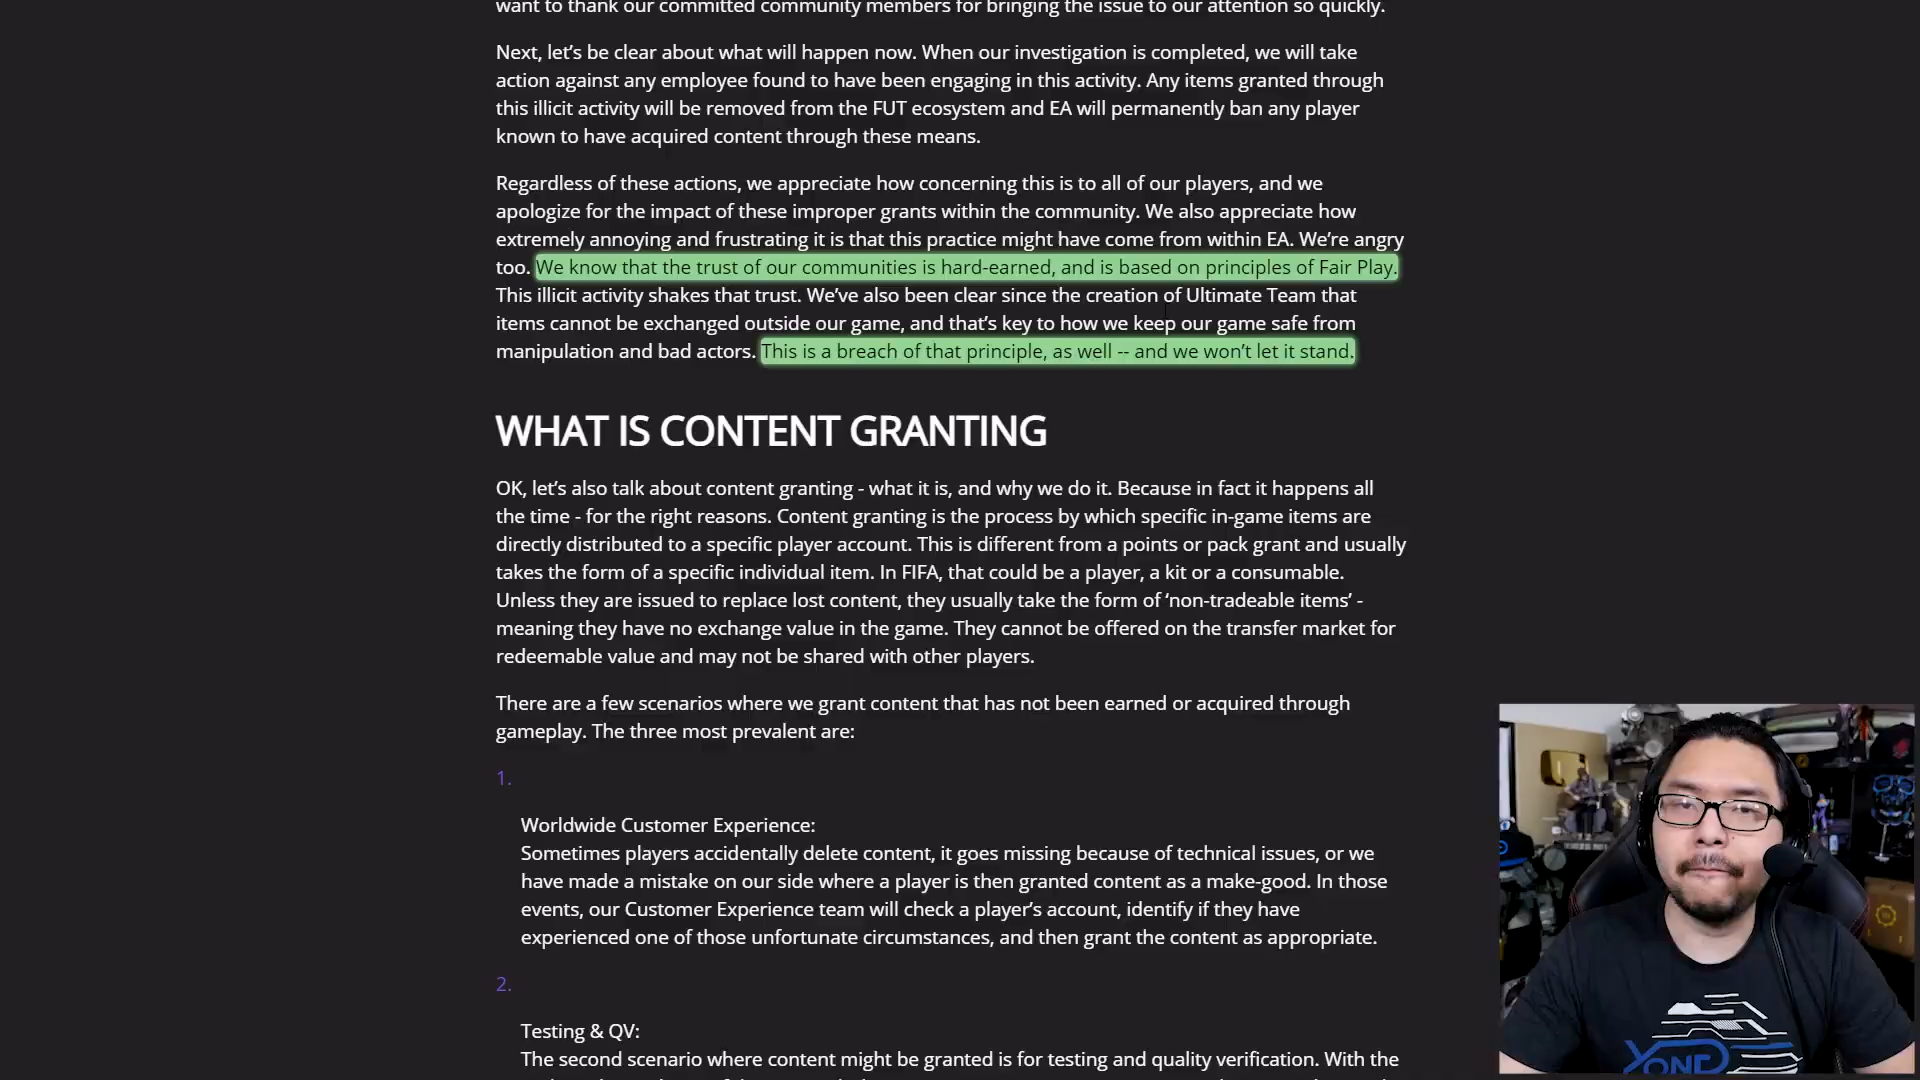 want to thank our committed community members for bringing the issue to our attention so quickly.
Next, let’s be clear about what will happen now. When our investigation is completed, we will take
action against any employee found to have been engaging in this activity. Any items granted through
this illicit activity will be removed from the FUT ecosystem and EA will permanently ban any player
known to have acquired content through these means.
Regardless of these actions, we appreciate how concerning this is to all of our players, and we
apologize for the impact of these improper grants within the community. We also appreciate how
extremely annoying and frustrating it is that this practice might have come from within EA. We’re angry
too. We know that the trust of our communities is hard-earned, and is based on principles of Fair Play.
This illicit activity shakes that trust. We’ve also been clear since the creation of Ultimate Team that
items cannot be exchanged outside our game, and that’s key to how we keep our game safe from
manipulation and bad actors. This is a breach of that principle, as well -- and we won’t let it stand.
WHAT IS CONTENT GRANTING
OK, let’s also talk about content granting - what it is, and why we do it. Because in fact it happens all
the time - for the right reasons. Content granting is the process by which specific in-game items are
directly distributed to a specific player account. This is different from a points or pack grant and usually
takes the form of a specific individual item. In FIFA, that could be a player, a kit or a consumable.
Unless they are issued to replace lost content, they usually take the form of ‘non-tradeable items’ -
meaning they have no exchange value in the game. They cannot be offered on the transfer market for
redeemable value and may not be shared with other players.
There are a few scenarios where we grant content that has not been earned or acquired through
gameplay. The three most prevalent are:
1.
Worldwide Customer Experience:
Sometimes players accidentally delete content, it goes missing because of technical issues, or we
have made a mistake on our side where a player is then granted content as a make-good. In those
events, our Customer Experience team will check a player’s account, identify if they have
experienced one of those unfortunate circumstances, and then grant the content as appropriate.
2.
Testing & QV:
The second scenario where content might be granted is for testing and quality verification. With the
YONG